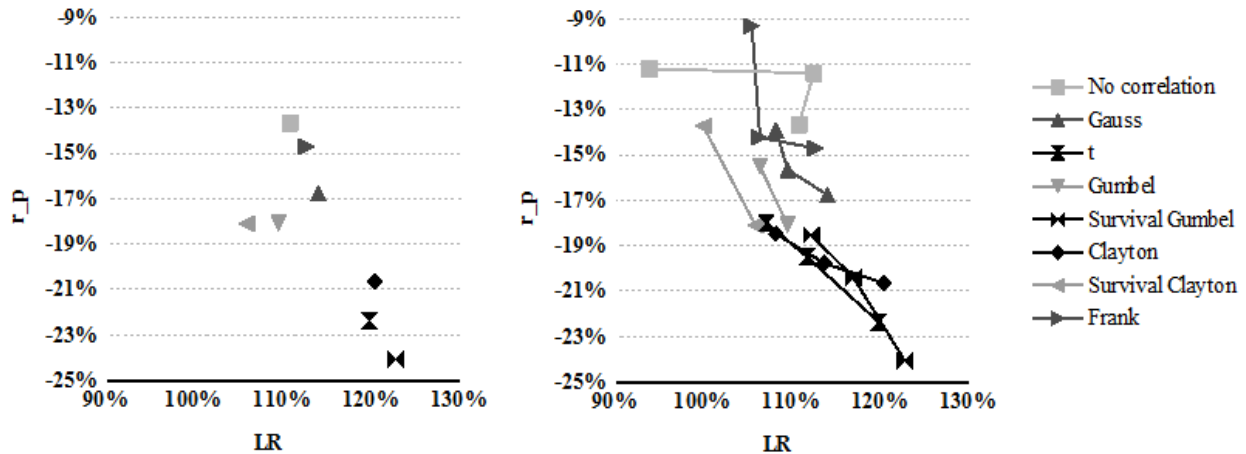 -9%
-11%
-13%
-15%
-17%
-19%
-21%
-23%
-25%
r_p
90% 100% 110% 120% 130%
LR
-9%
-11%
-13%
-15%
-17%
-19%
-21%
-23%
-25%
r_p
90% 100% 110% 120% 130%
LR
No correlation
Gauss
t
Gumbel
Survival Gumbel
Clayton
Survival Clayton
Frank